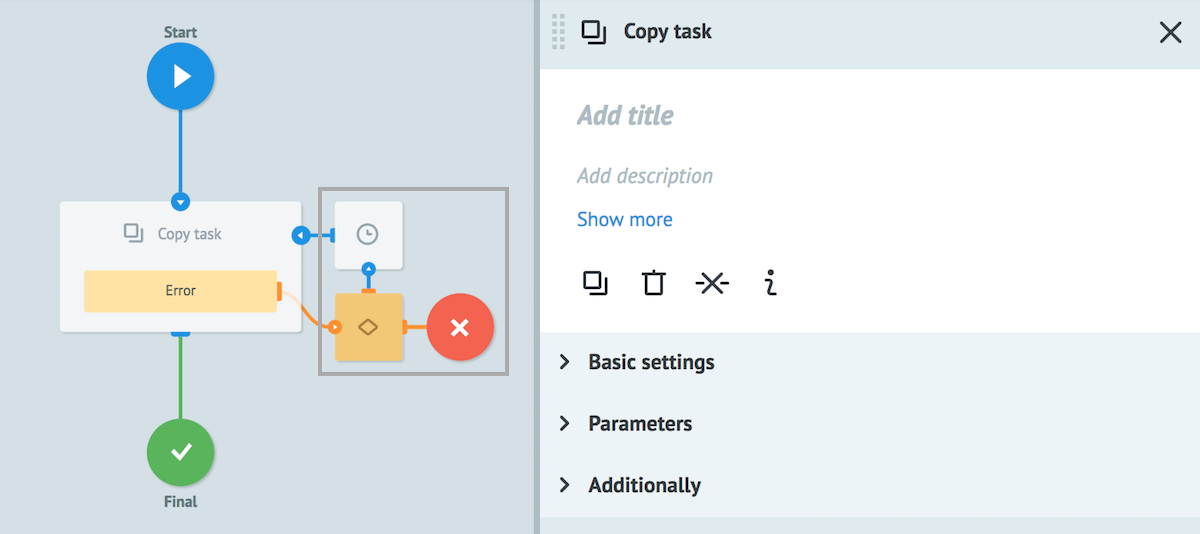 Start
Copy task
Error
Final
Copy task
Add title
Add description
Show more
Basic settings
Parameters
Additionally